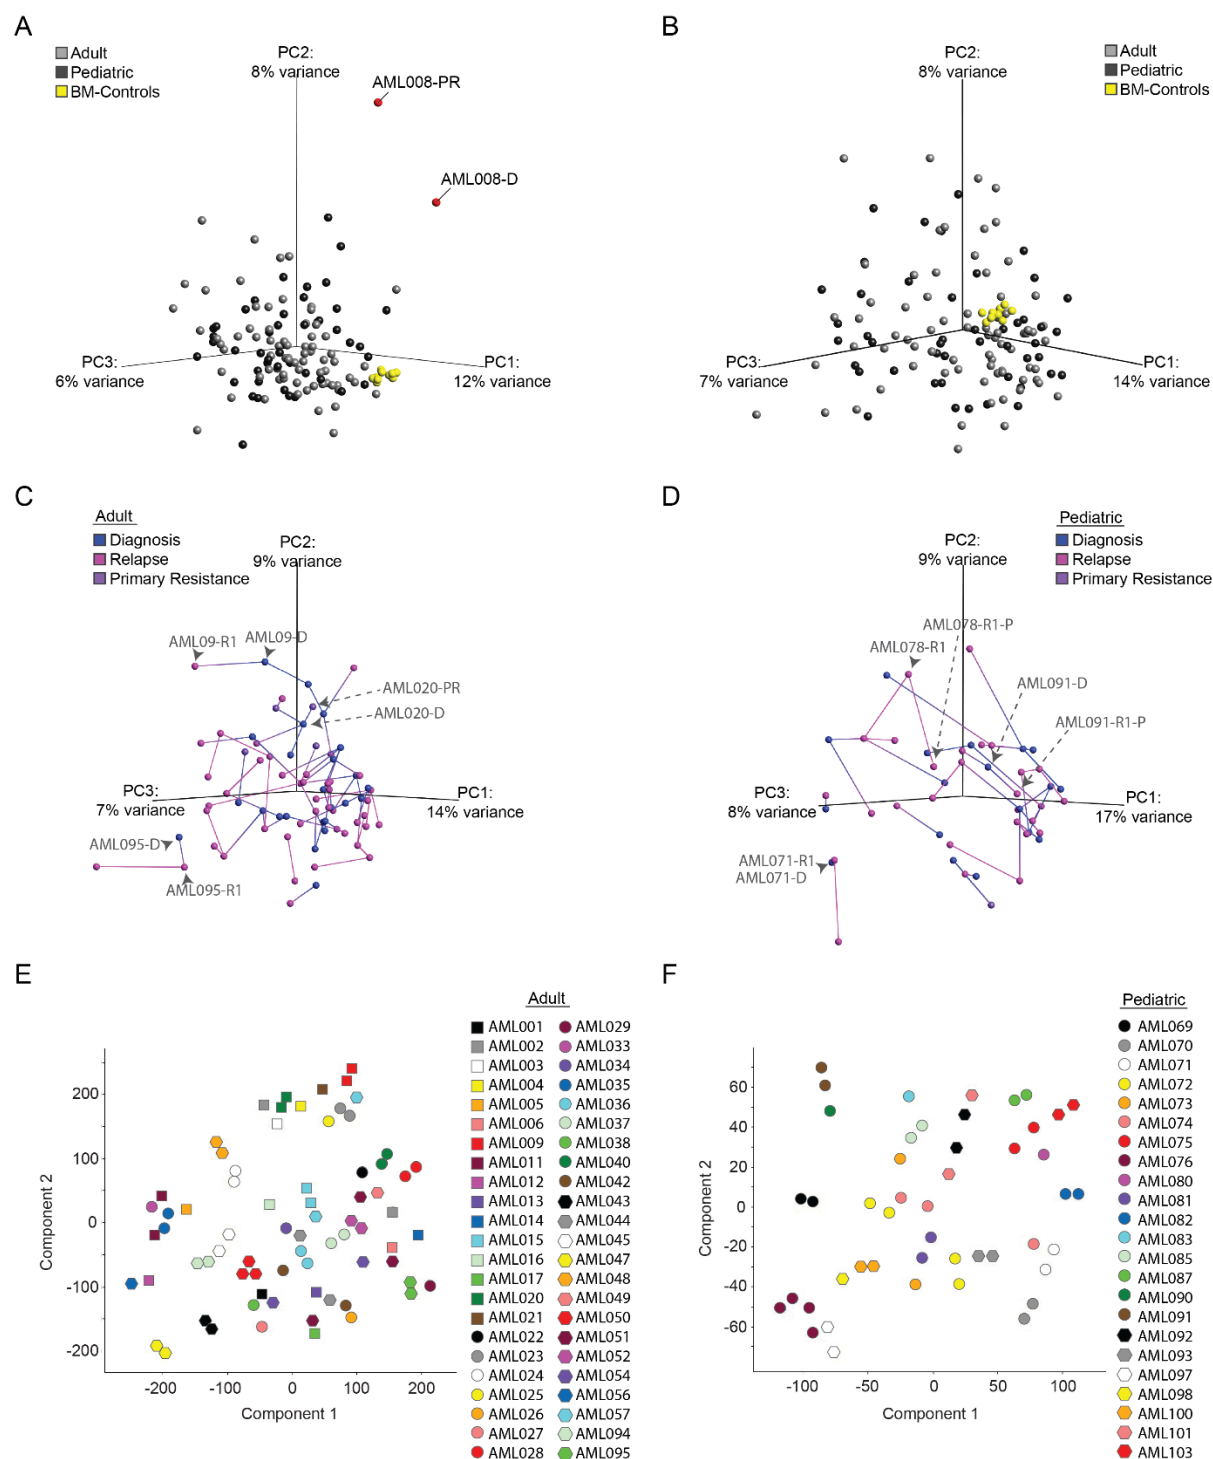 A
Adult
Pediatric
BM-Controls
PC2:
8% variance
AML008-PR
AML008-D
PC3:
6% variance
PC1:
12% variance
B
PC2:
8% variance
Adult
Pediatric
BM-Controls
PC3:
7% variance
PC1:
14% variance
C
Adult
Diagnosis
Relapse
Primary Resistance
PC2:
9% variance
AML09-R1
AML09-D
AML020-PR
AML020-D
PC3:
7% variance
PC1:
14% variance
AML095-D
AML095-R1
D
Pediatric
Diagnosis
Relapse
Primary Resistance
PC2:
9% variance
AML078-R1-P
AML078-R1
AML091-D
AML091-R1-P
PC3:
8% variance
PC1:
17% variance
AML071-R1
AML071-D
E
Adult
AML001
AML002
AML003
AML004
AML005
AML006
AML009
AML011
AML012
AML013
AML014
AML015
AML016
AML017
AML020
AML021
AML022
AML023
AML024
AML025
AML026
AML027
AML028
AML029
AML033
AML034
AML035
AML036
AML037
AML038
AML040
AML042
AML043
AML044
AML045
AML047
AML048
AML049
AML050
AML051
AML052
AML054
AML056
AML057
AML094
AML095
Component 2
200
100
0
-100
-200
-200
-100
0
100
200
Component 1
F
Pediatric
AML069
AML070
AML071
AML072
AML073
AML074
AML075
AML076
AML080
AML081
AML082
AML083
AML085
AML087
AML090
AML091
AML092
AML093
AML097
AML098
AML100
AML101
AML103
Component 2
60
40
20
0
-20
-40
-60
-100
-50
0
50
100
Component 1